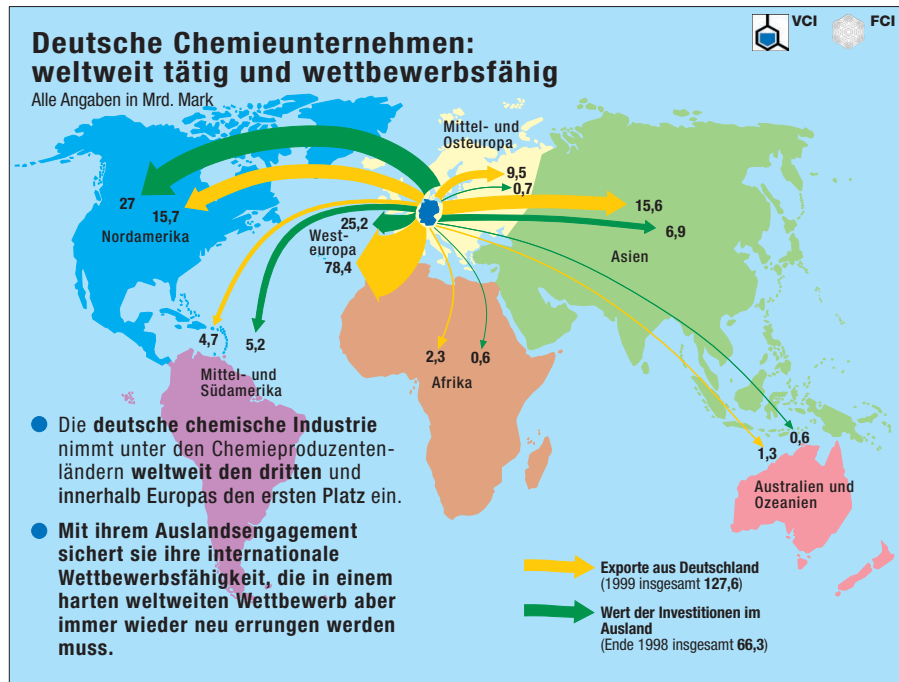 Deutsche Chemieunternehmen:
weltweit tätig und wettbewerbsfähig
Alle Angaben in Mrd. Mark
VCI
FCI
Mittel- und
Osteuropa
9,5
0,7
27
15,7
Nordamerika
25,2
West-
europa
78,4
15,6
6,9
Asien
4,7
5,2
Mittel- und
Südamerika
2,3
0,6
Afrika
1,3
0,6
Australien und
Ozeanien
Die deutsche chemische Industrie
nimmt unter den Chemieproduzenten-
ländern weltweit den dritten und
innerhalb Europas den ersten Platz ein.
Mit ihrem Auslandsengagement
sichert sie ihre internationale
Wettbewerbsfähigkeit, die in einem
harten weltweiten Wettbewerb aber
immer wieder neu errungen werden
muss.
Exporte aus Deutschland
(1999 insgesamt 127,6)
Wert der Investitionen im
Ausland
(Ende 1998 insgesamt 66,3)